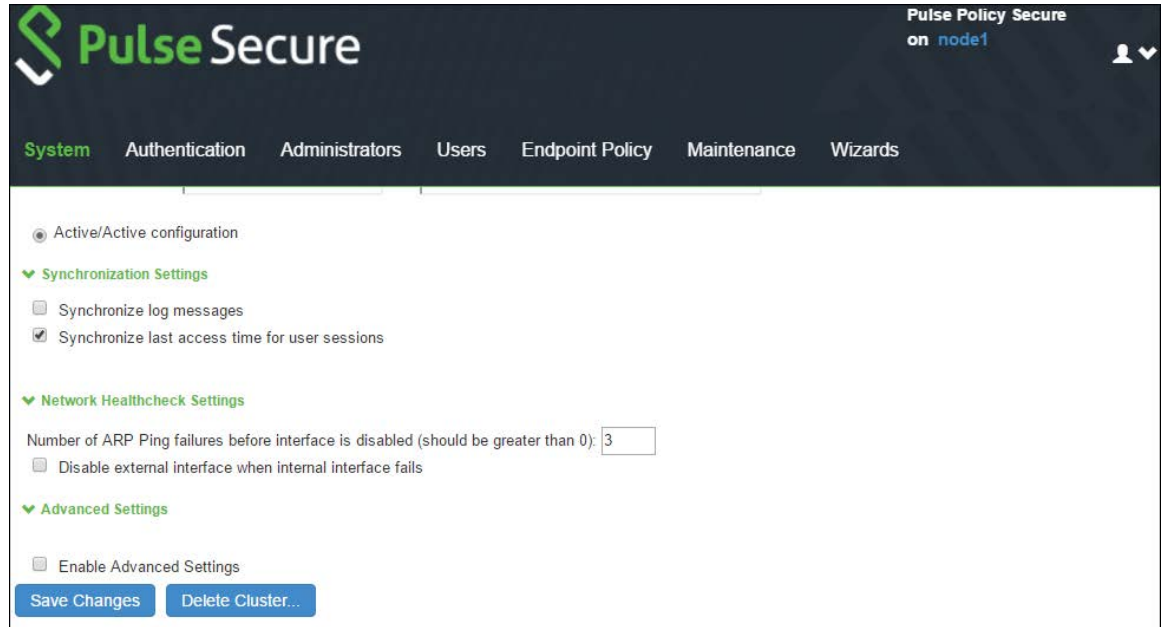 Pulse Secure
Pulse Policy Secure
on node1
System Authentication Administrators Users Endpoint Policy Maintenance Wizards
Active/Active configuration
Synchronization Settings
Synchronize log messages
Synchronize last access time for user sessions
Network Healthcheck Settings
Number of ARP Ping failures before interface is disabled (should be greater than 0): 3
Disable external interface when internal interface fails
Advanced Settings
Enable Advanced Settings
Save Changes Delete Cluster...